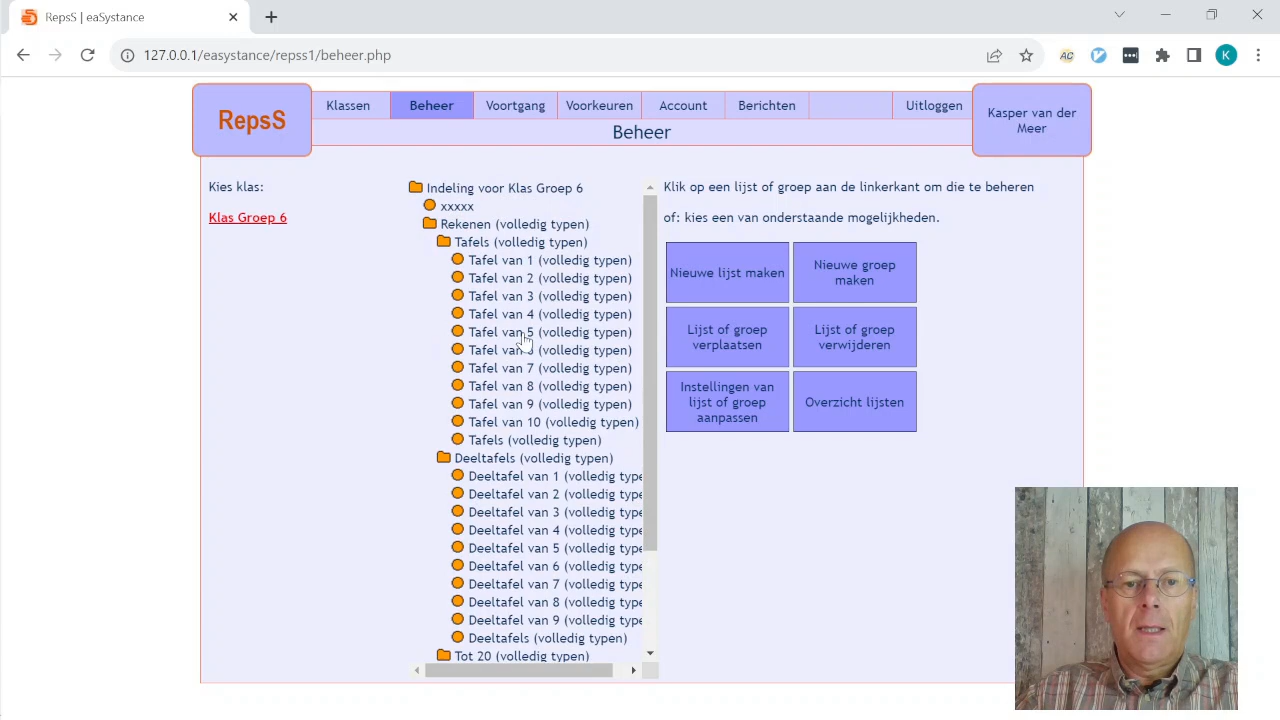 RepsS | eaSystance
127.0.0.1/easystance/repss1/beheer.php
AC
K
RepsS
Klassen
Beheer
Voortgang
Voorkeuren
Account
Berichten
Uitloggen
Kasper van der
Meer
Beheer
Kies klas:
Klas Groep 6
Indeling voor Klas Groep 6
xxxxx
Rekenen (volledig typen)
Tafels (volledig typen)
Tafel van 1 (volledig typen)
Tafel van 2 (volledig typen)
Tafel van 3 (volledig typen)
Tafel van 4 (volledig typen)
Tafel van 5 (volledig typen)
Tafel van 6 (volledig typen)
Tafel van 7 (volledig typen)
Tafel van 8 (volledig typen)
Tafel van 9 (volledig typen)
Tafel van 10 (volledig typen)
Tafels (volledig typen)
Deeltafels (volledig typen)
Deeltafel van 1 (volledig type
Deeltafel van 2 (volledig type
Deeltafel van 3 (volledig type
Deeltafel van 4 (volledig type
Deeltafel van 5 (volledig type
Deeltafel van 6 (volledig type
Deeltafel van 7 (volledig type
Deeltafel van 8 (volledig type
Deeltafel van 9 (volledig type
Deeltafels (volledig typen)
Tot 20 (volledig typen)
Klik op een lijst of groep aan de linkerkant om die te beheren
of: kies een van onderstaande mogelijkheden.
Nieuwe lijst maken
Nieuwe groep
maken
Lijst of groep
verplaatsen
Lijst of groep
verwijderen
Instellingen van
lijst of groep
aanpassen
Overzicht lijsten